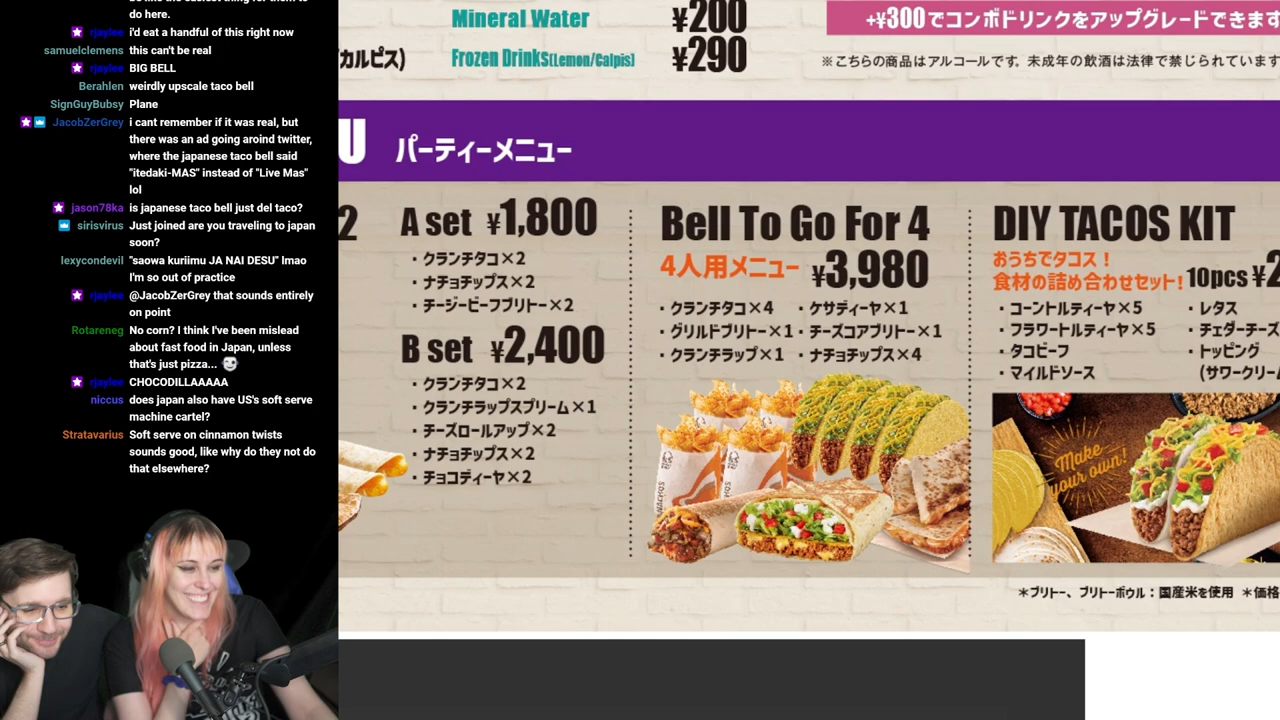 be like the easiest thing for them to
do here.
rjaylee i'd eat a handful of this right now
samuelclemens this can't be real
rjaylee BIG BELL
Berahlen weirdly upscale taco bell
SignGuyBubsy Plane
JacobZerGrey i cant remember if it was real, but
there was an ad going aroind twitter,
where the japanese taco bell said
"itedaki-MAS" instead of "Live Mas"
lol
jason78ka is japanese taco bell just del taco?
sirisvirus Just joined are you traveling to japan
soon?
lexycondevil "saowa kuriimu JA NAI DESU" lmao
I'm so out of practice
rjaylee @JacobZerGrey that sounds entirely
on point
Rotareneg No corn? I think I've been mislead
about fast food in Japan, unless
that's just pizza...
rjaylee CHOCODILLAAAAA
niccus does japan also have US's soft serve
machine cartel?
Stratavarius Soft serve on cinnamon twists
sounds good, like why do they not do
that elsewhere?
Mineral Water ¥200
カルピス) Frozen Drinks(Lemon/Calpis) ¥290
+¥300でコンボドリンクをアップグレードできます
※こちらの商品はアルコールです。未成年の飲酒は法律で禁じられています
U パーティーメニュー
2
A set ¥1,800
・クランチタコ×2
・ナチョチップス×2
・チージービーフブリトー×2
B set ¥2,400
・クランチタコ×2
・クランチラップスプリーム×1
・チーズロールアップ×2
・ナチョチップス×2
・チョコディーヤ×2
Bell To Go For 4
4人用メニュー ¥3,980
・クランチタコ×4 ・ケサディーヤ×1
・グリルドブリトー×1 ・チーズコアブリトー×1
・クランチラップ×1 ・ナチョチップス×4
NACHOS
DIY TACOS KIT
おうちでタコス！
食材の詰め合わせセット! 10pcs ¥2
・コーントルティーヤ×5 ・レタス
・フラワートルティーヤ×5 ・チェダーチーズ
・タコビーフ ・トッピング
・マイルドソース (サワークリーム
Make
your own!
＊ブリトー、ブリトーボウル：国産米を使用 ＊価格